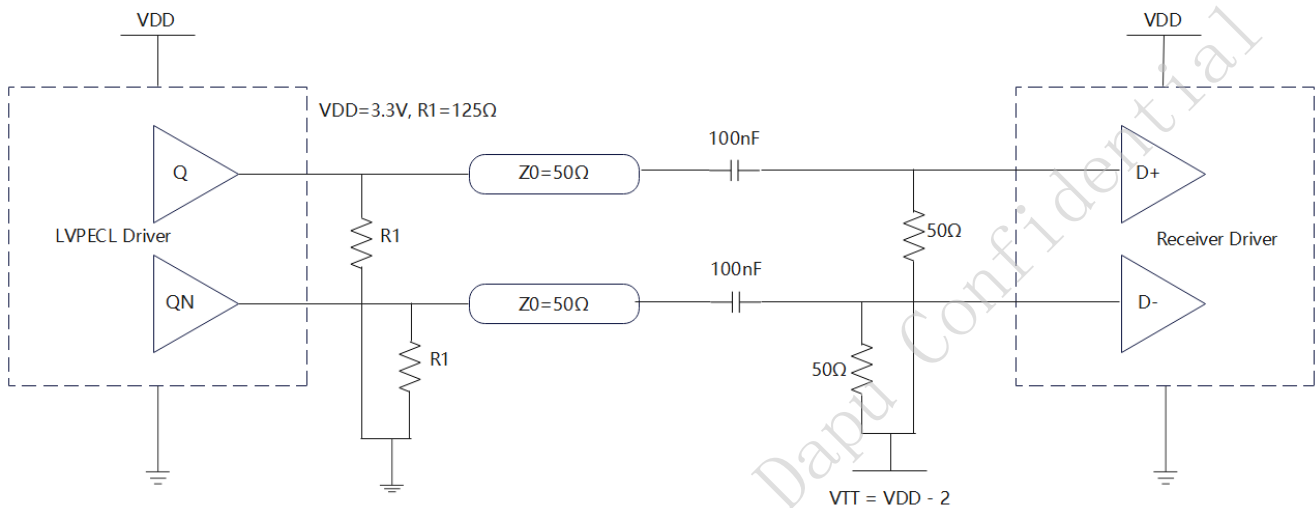 VDD
VDD
VDD=3.3V, R1=125Ω
100nF
Q
Z0=50Ω
D+
LVPECL Driver
R1
50Ω
Receiver Driver
100nF
QN
Z0=50Ω
D-
R1
50Ω
VTT = VDD - 2
Dapu Confidential